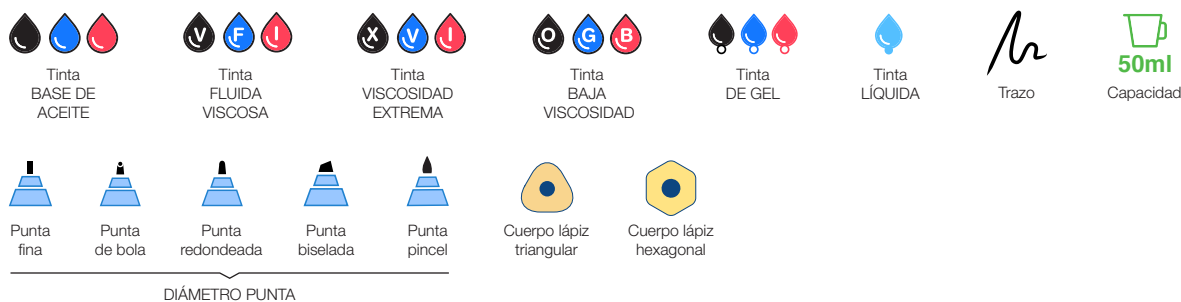 V F I
X V I
O G B
50ml
Tinta
BASE DE
ACEITE
Tinta
FLUIDA
VISCOSA
Tinta
VISCOSIDAD
EXTREMA
Tinta
BAJA
VISCOSIDAD
Tinta
DE GEL
Tinta
LÍQUIDA
Trazo
Capacidad
Punta
fina
Punta
de bola
Punta
redondeada
Punta
biselada
Punta
pincel
Cuerpo lápiz
triangular
Cuerpo lápiz
hexagonal
DIÁMETRO PUNTA